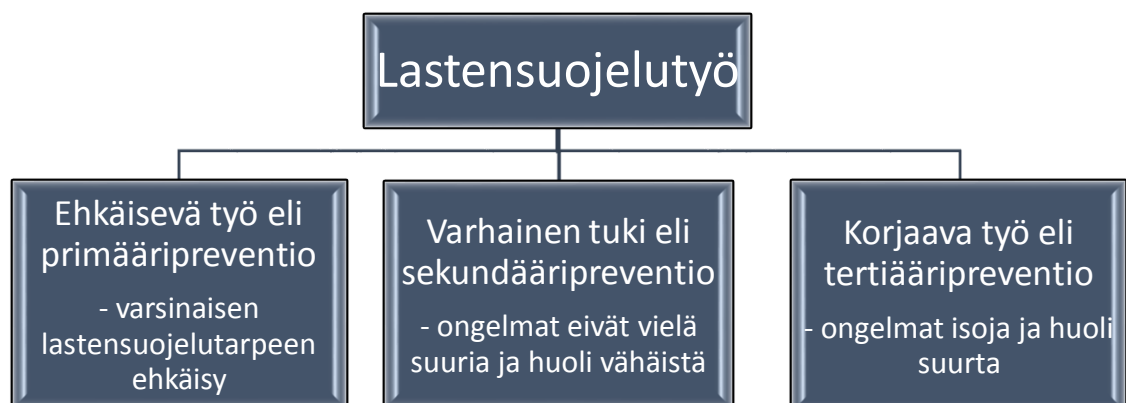 Lastensuojelutyö
Ehkäisevä työ eli
primääripreventio
- varsinaisen
lastensuojelutarpeen
ehkäisy
Varhainen tuki eli
sekundääripreventio
- ongelmat eivät vielä
suuria ja huoli vähäistä
Korjaava työ eli
tertiääripreventio
- ongelmat isoja ja huoli
suurta